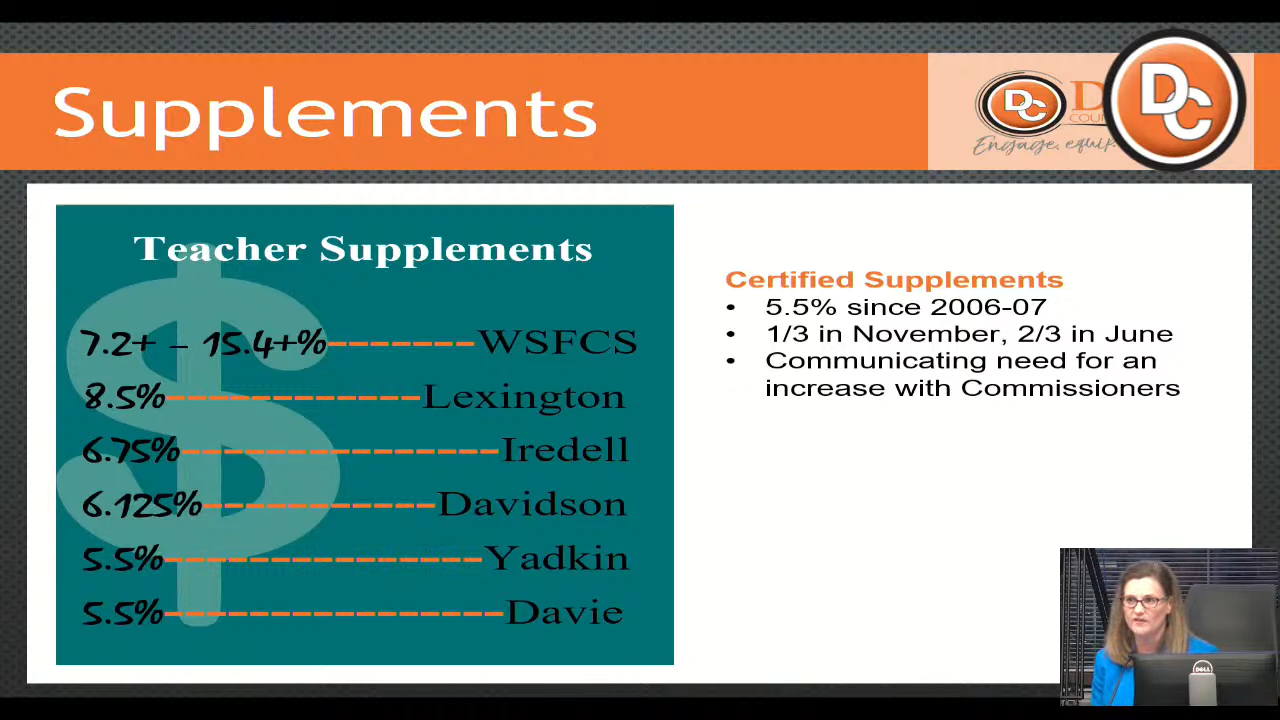 Supplements
DC
D
COU
Engage, equip,
DC
Teacher Supplements
7.2+ – 15.4+% WSFCS
8.5% Lexington
6.75% Iredell
6.125% Davidson
5.5% Yadkin
5.5% Davie
Certified Supplements
• 5.5% since 2006-07
• 1/3 in November, 2/3 in June
• Communicating need for an
increase with Commissioners
DELL